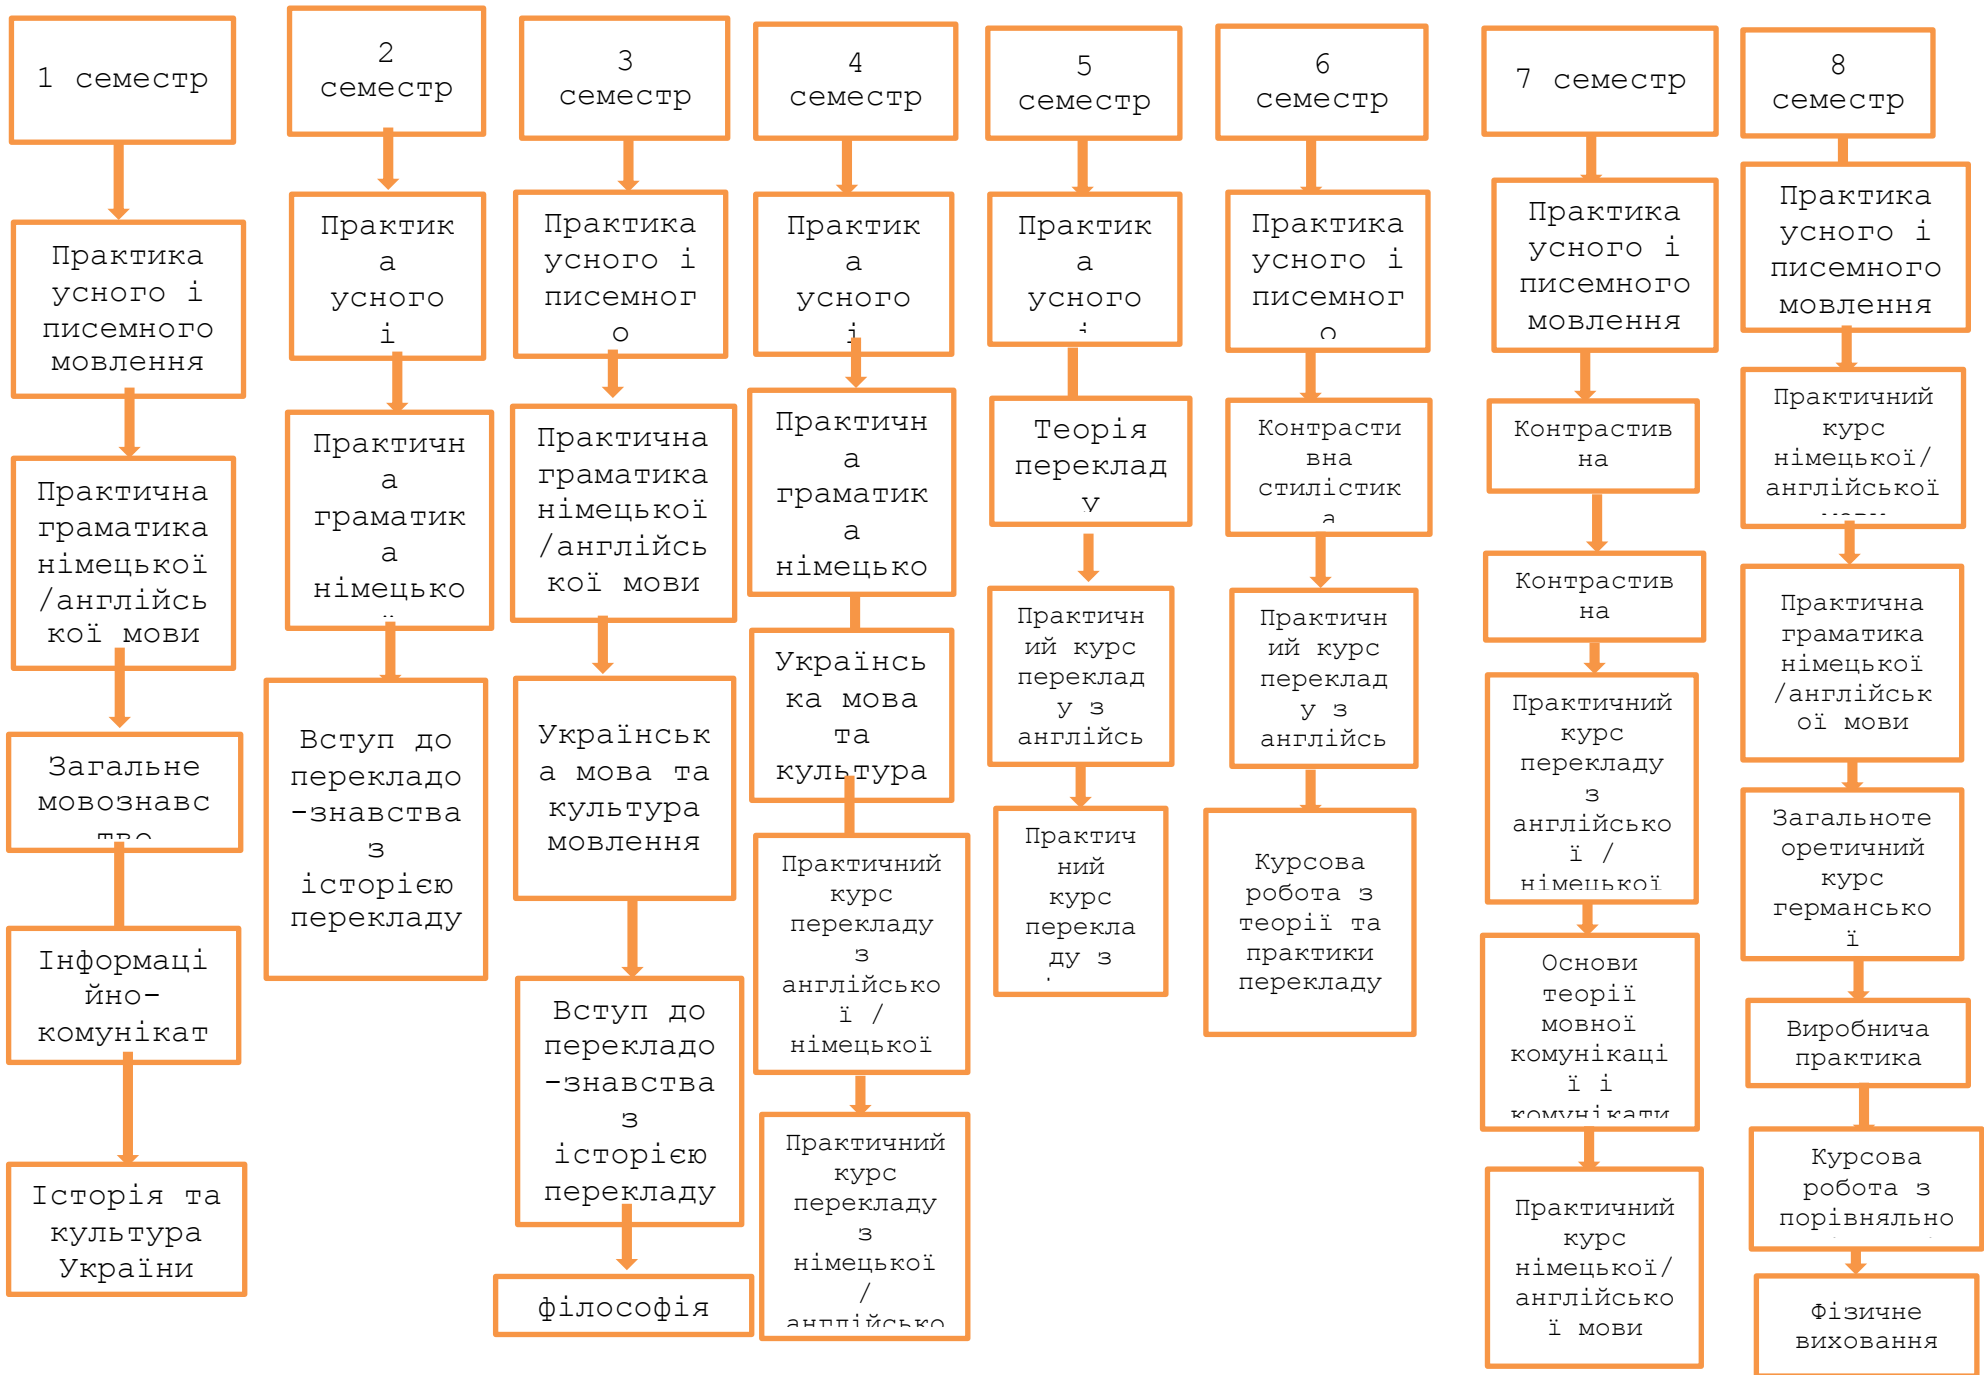 1 семестр
Практика
усного і
писемного
мовлення
Практична
граматика
німецької
/англійсь
кої мови
Загальне
мовознавс
тво
Інформаці
йно-
комунікат
Історія та
культура
України
2
семестр
Практик
а
усного
і
Практичн
а
граматик
а
німецько
ї
Вступ до
перекладо
-знавства
з
історією
перекладу
3
семестр
Практика
усного і
писемног
о
Практична
граматика
німецької
/англійсь
кої мови
Українськ
а мова та
культура
мовлення
Вступ до
перекладо
-знавства
з
історією
перекладу
філософія
4
семестр
Практик
а
усного
і
Практичн
а
граматик
а
німецько
Українсь
ка мова
та
культура
Практичний
курс
перекладу
з
англійсько
ї /
німецької
Практичний
курс
перекладу
з
німецької
/
англійсько
5
семестр
Практик
а
усного
і
Теорія
переклад
у
Практичн
ий курс
переклад
у з
англійсь
Практич
ний
курс
перекла
ду з
6
семестр
Практика
усного і
писемног
о
Контрасти
вна
стилістик
а
Практичн
ий курс
переклад
у з
англійсь
Курсова
робота з
теорії та
практики
перекладу
7 семестр
Практика
усного і
писемного
мовлення
Контрастив
на
Контрастив
на
Практичний
курс
перекладу
з
англійсько
ї /
німецької
Основи
теорії
мовної
комунікаці
ї і
комунікати
Практичний
курс
німецької/
англійсько
ї мови
8
семестр
Практика
усного і
писемного
мовлення
Практичний
курс
німецької/
англійської
мови
Практична
граматика
німецької
/англійськ
ої мови
Загальноте
оретичний
курс
германсько
ї
Виробнича
практика
Курсова
робота з
порівняльно
Фізичне
виховання